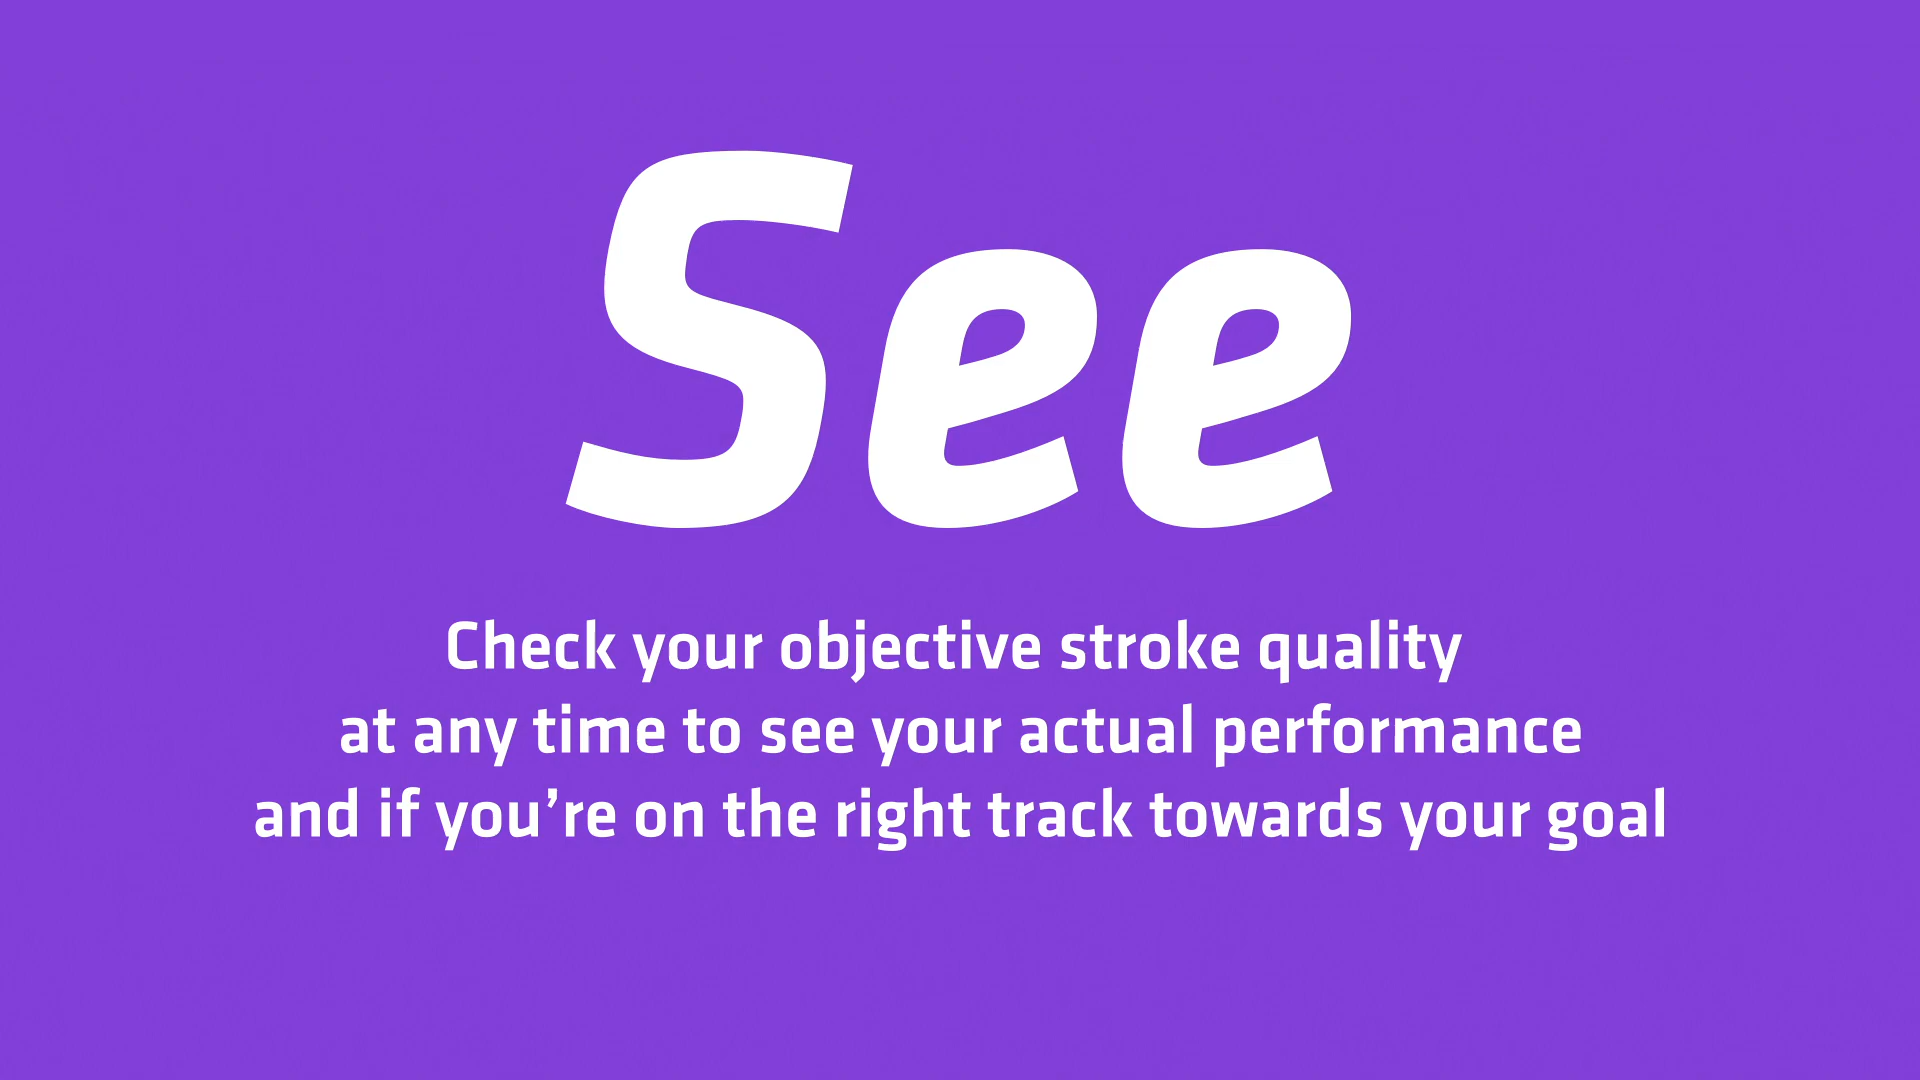 See
Check your objective stroke quality
at any time to see your actual performance
and if you’re on the right track towards your goal